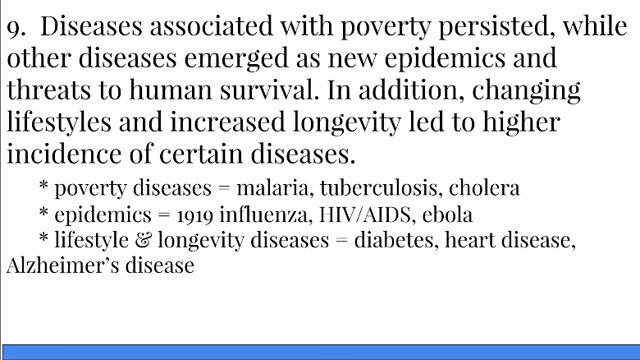 9. Diseases associated with poverty persisted, while
other diseases emerged as new epidemics and
threats to human survival. In addition, changing
lifestyles and increased longevity led to higher
incidence of certain diseases.
* poverty diseases = malaria, tuberculosis, cholera
* epidemics = 1919 influenza, HIV/AIDS, ebola
* lifestyle & longevity diseases = diabetes, heart disease,
Alzheimer's disease